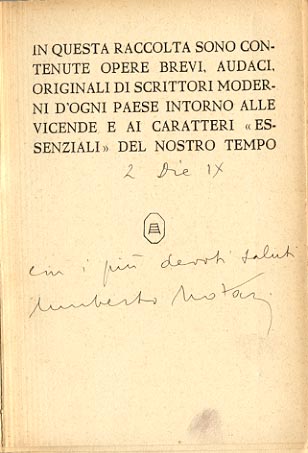 IN QUESTA RACCOLTA SONO CON-
TENUTE OPERE BREVI, AUDACI,
ORIGINALI DI SCRITTORI MODER-
NI D'OGNI PAESE INTORNO ALLE
VICENDE E AI CARATTERI «ES-
SENZIALI» DEL NOSTRO TEMPO
2 Dic IX
con i più devoti saluti
Umberto Notari